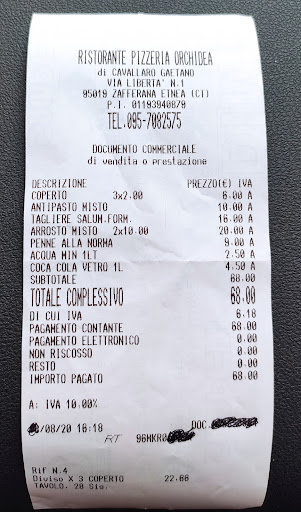 RISTORANTE PIZZERIA ORCHIDEA
di CAVALLARO GAETANO
VIA LIBERTA' N.1
95019 ZAFFERANA ETNEA (CT)
P.I. 01193940879
TEL.095-7082575
DOCUMENTO COMMERCIALE
di vendita o prestazione
DESCRIZIONE PREZZO(€) IVA
COPERTO 3x2.00 6.00 A
ANTIPASTO MISTO 10.00 A
TAGLIERE SALUM.FORM. 16.00 A
ARROSTO MISTO 2x10.00 20.00 A
PENNE ALLA NORMA 9.00 A
ACQUA MIN 1LT 2.50 A
COCA COLA VETRO 1L 4.50 A
SUBTOTALE 68.00
TOTALE COMPLESSIVO 68.00
DI CUI IVA 6.18
PAGAMENTO CONTANTE 68.00
PAGAMENTO ELETTRONICO 0.00
NON RISCOSSO 0.00
RESTO 0.00
IMPORTO PAGATO 68.00
A: IVA 10.00%
/08/20 16:18 DOC.
RT 96MKR0
Rif N.4
Diviso X 3 COPERTO 22.66
TAVOLO. 20 Sto.